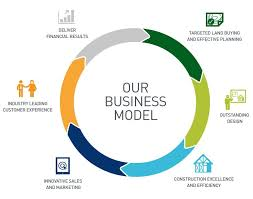 DELIVER
FINANCIAL RESULTS
TARGETED LAND BUYING
AND EFFECTIVE PLANNING
INDUSTRY LEADING
CUSTOMER EXPERIENCE
OUR
BUSINESS
MODEL
OUTSTANDING
DESIGN
INNOVATIVE SALES
AND MARKETING
CONSTRUCTION EXCELLENCE
AND EFFICIENCY